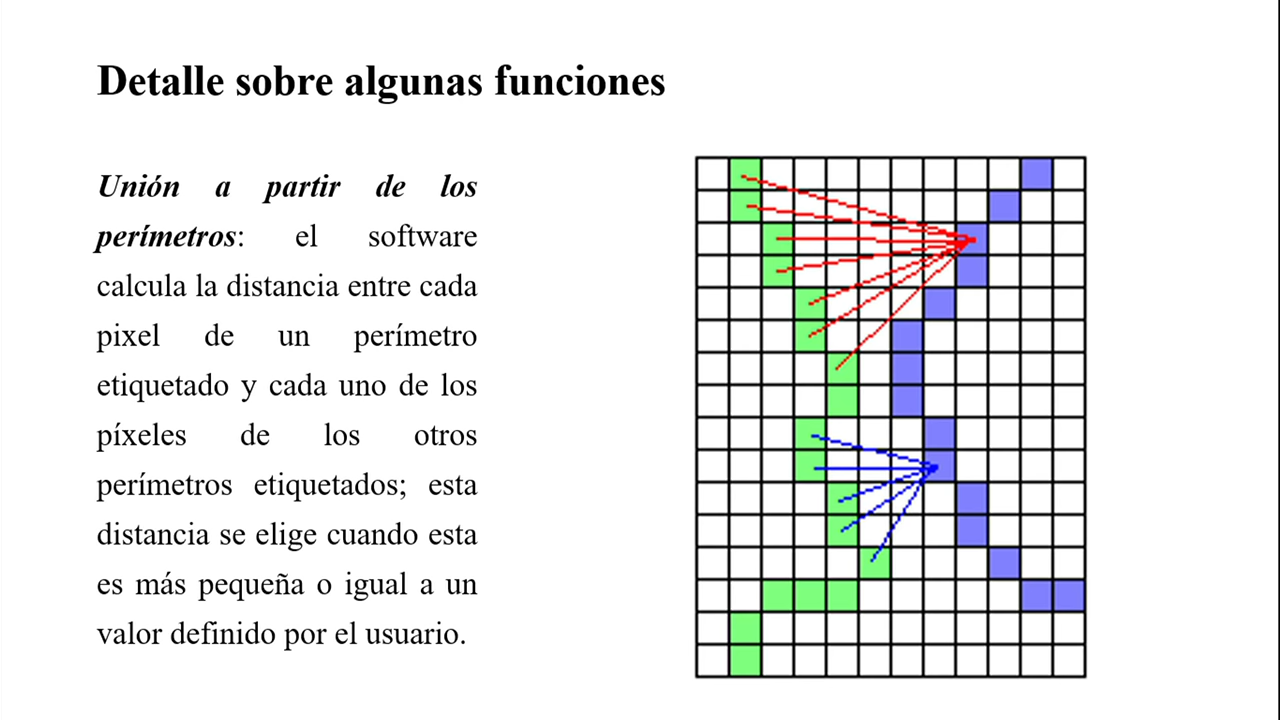 Detalle sobre algunas funciones
Unión a partir de los
perímetros: el software
calcula la distancia entre cada
pixel de un perímetro
etiquetado y cada uno de los
píxeles de los otros
perímetros etiquetados; esta
distancia se elige cuando esta
es más pequeña o igual a un
valor definido por el usuario.